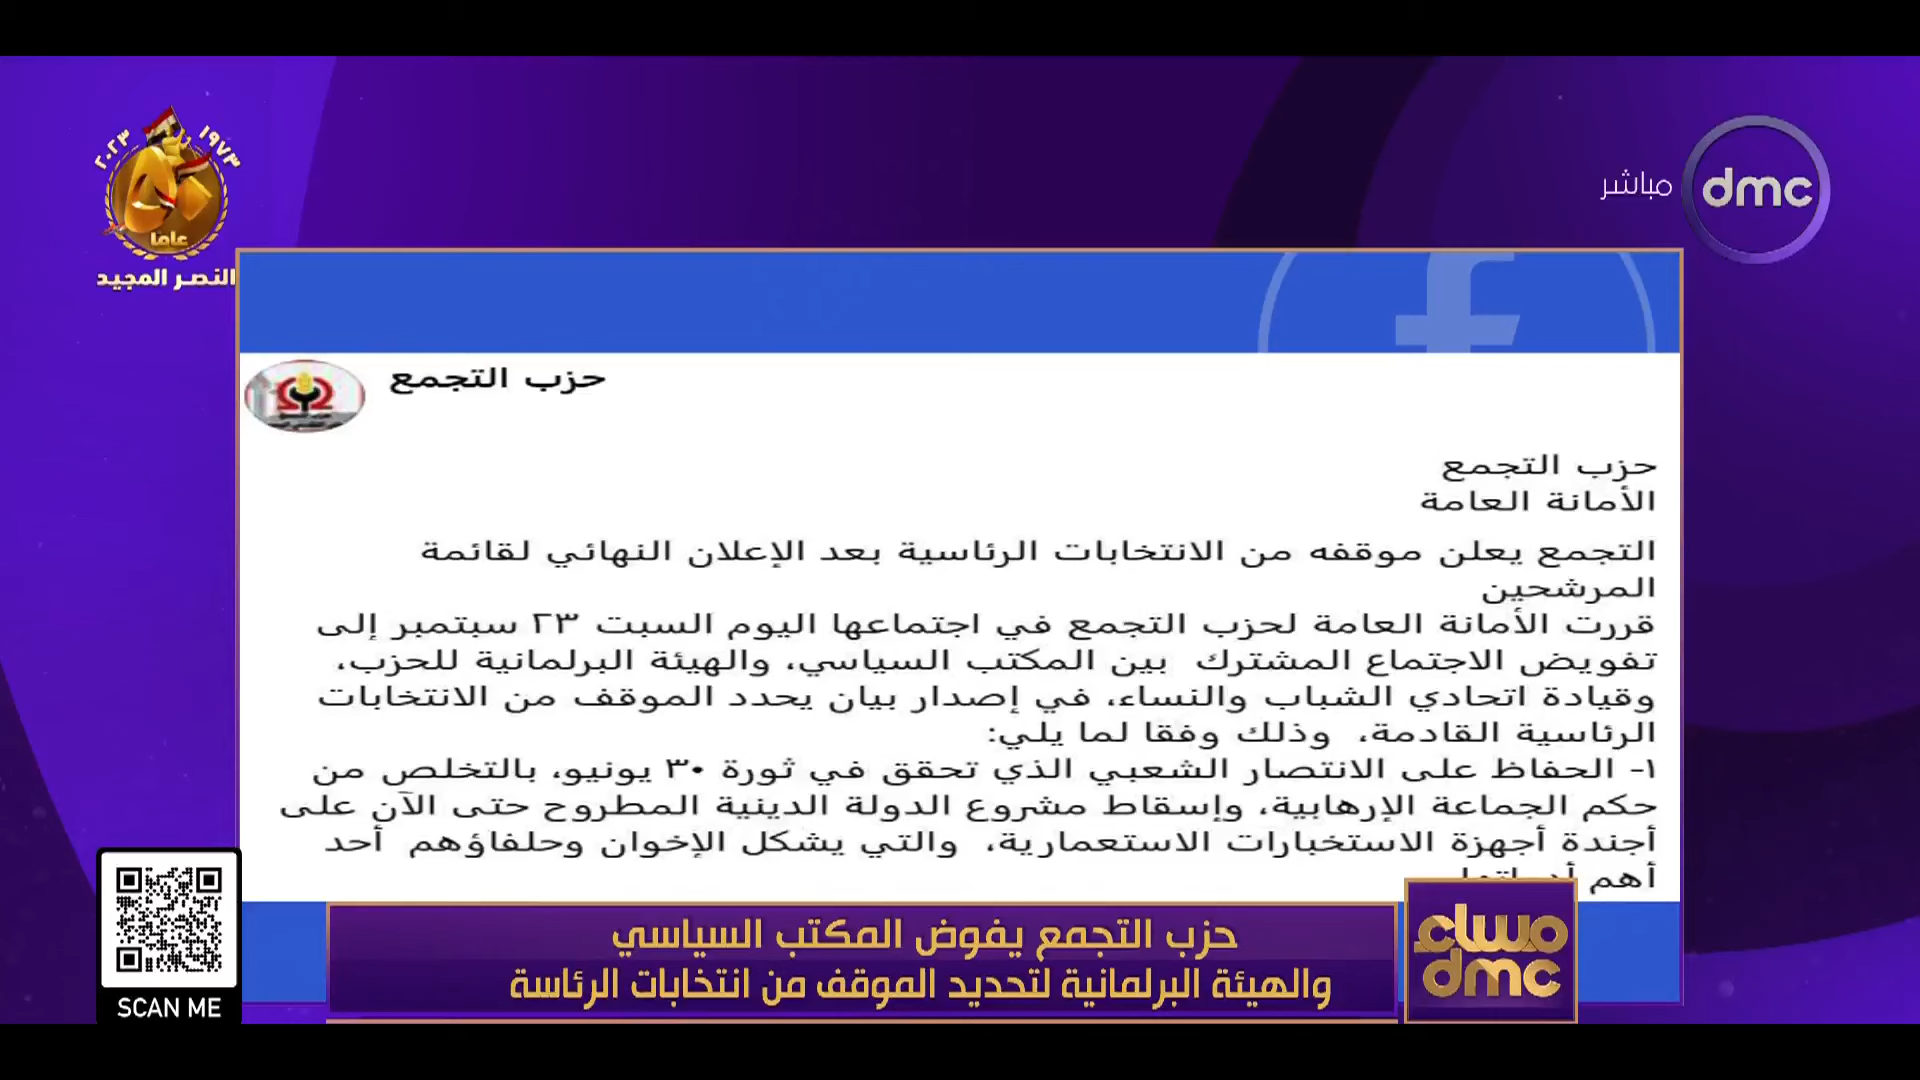 ١٩٧٣
٢٠٢٣
٥٠
عامًا
النصر المجيد
مباشر
dmc
حزب التجمع
حزب التجمع
الأمانة العامة
التجمع يعلن موقفه من الانتخابات الرئاسية بعد الإعلان النهائي لقائمة
المرشحين
قررت الأمانة العامة لحزب التجمع في اجتماعها اليوم السبت ٢٣ سبتمبر إلى
تفويض الاجتماع المشترك بين المكتب السياسي، والهيئة البرلمانية للحزب،
وقيادة اتحادي الشباب والنساء، في إصدار بيان يحدد الموقف من الانتخابات
الرئاسية القادمة، وذلك وفقا لما يلي:
١- الحفاظ على الانتصار الشعبي الذي تحقق في ثورة ٣٠ يونيو، بالتخلص من
حكم الجماعة الإرهابية، وإسقاط مشروع الدولة الدينية المطروح حتى الآن على
أجندة أجهزة الاستخبارات الاستعمارية، والتي يشكل الإخوان وحلفاؤهم أحد
أهم
حزب التجمع يفوض المكتب السياسي
والهيئة البرلمانية لتحديد الموقف من انتخابات الرئاسة
مساء
dmc
SCAN ME